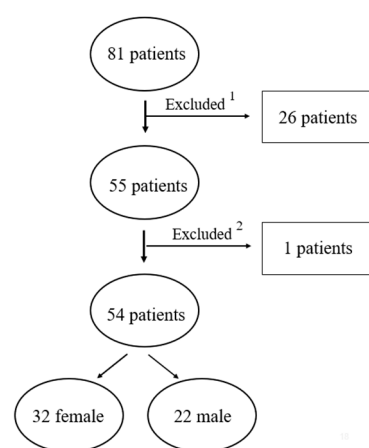 81 patients
Excluded 1
26 patients
55 patients
Excluded 2
1 patients
54 patients
32 female
22 male